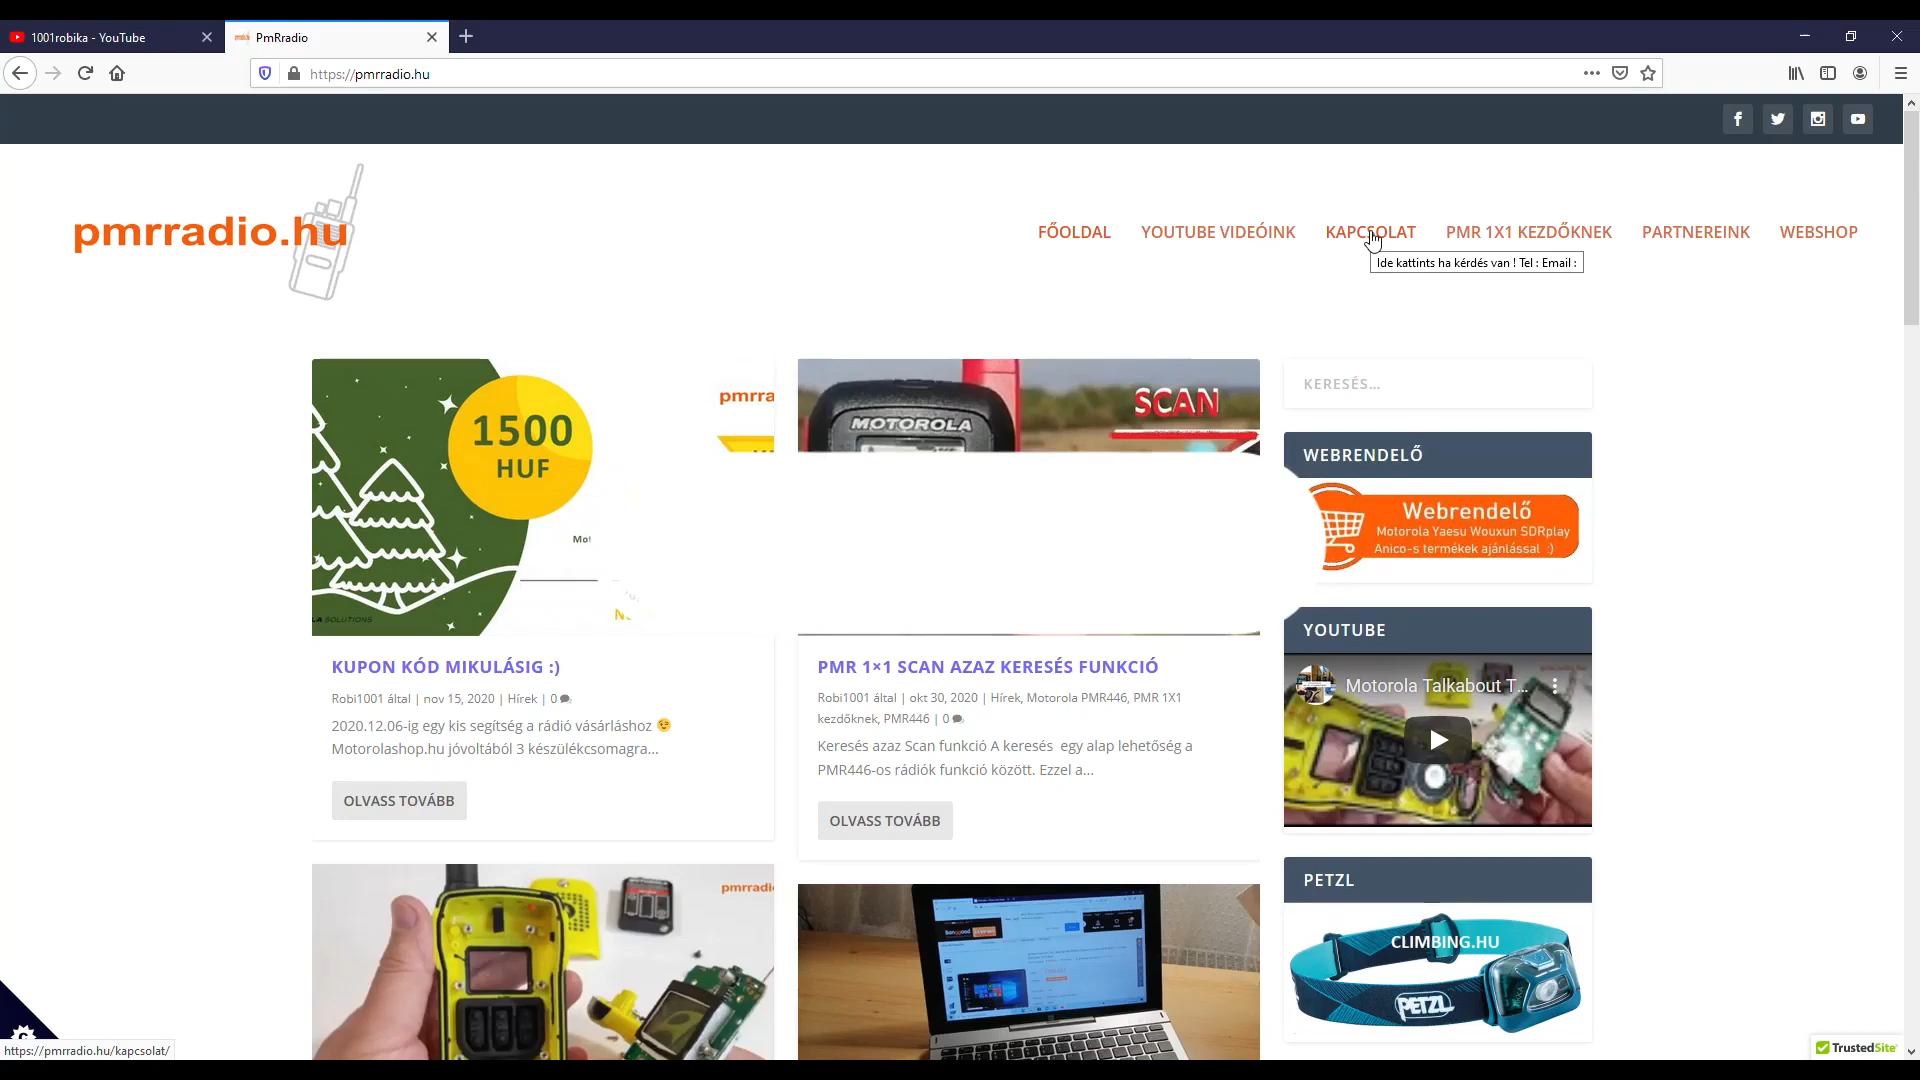 1001robika - YouTube
PmRradio
https://pmrradio.hu
pmrradio.hu
FŐOLDAL
YOUTUBE VIDEÓINK
KAPCSOLAT
PMR 1X1 KEZDŐKNEK
PARTNEREINK
WEBSHOP
Ide kattints ha kérdés van ! Tel : Email :
1500
HUF
pmrra
Mot
SOLUTIONS
MOTOROLA
SCAN
KERESÉS...
WEBRENDELŐ
Webrendelő
Motorola Yaesu Wouxun SDRplay
Anico-s termékek ajánlással :)
YOUTUBE
Motorola Talkabout T...
KUPON KÓD MIKULÁSIG :)
Robi1001 által | nov 15, 2020 | Hírek | 0
2020.12.06-ig egy kis segítség a rádió vásárláshoz 😉
Motorolashop.hu jóvoltából 3 készülékcsomagra...
OLVASS TOVÁBB
PMR 1×1 SCAN AZAZ KERESÉS FUNKCIÓ
Robi1001 által | okt 30, 2020 | Hírek, Motorola PMR446, PMR 1X1
kezdőknek, PMR446 | 0
Keresés azaz Scan funkció A keresés egy alap lehetőség a
PMR446-os rádiók funkció között. Ezzel a...
OLVASS TOVÁBB
PETZL
CLIMBING.HU
PETZL
pmrradio
Banggood
https://pmrradio.hu/kapcsolat/
TrustedSite